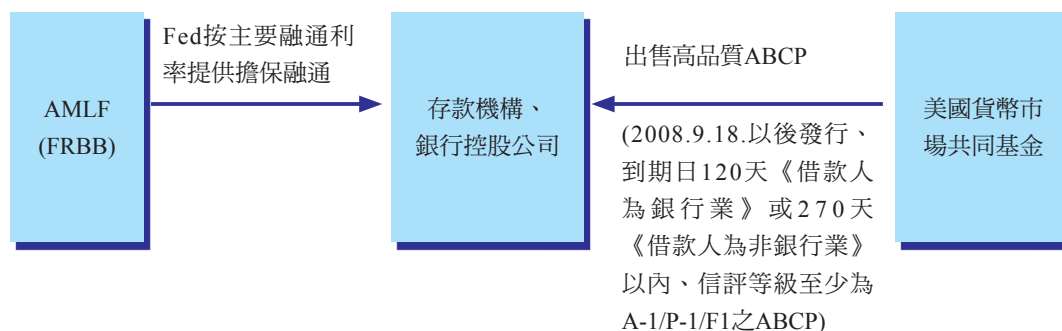 AMLF
(FRBB)
Fed按主要融通利
率提供擔保融通
存款機構、
銀行控股公司
出售高品質ABCP
(2008.9.18.以後發行、
到期日120天《借款人
為銀行業》或270天
《借款人為非銀行業》
以內、信評等級至少為
A-1/P-1/F1之ABCP)
美國貨幣市
場共同基金